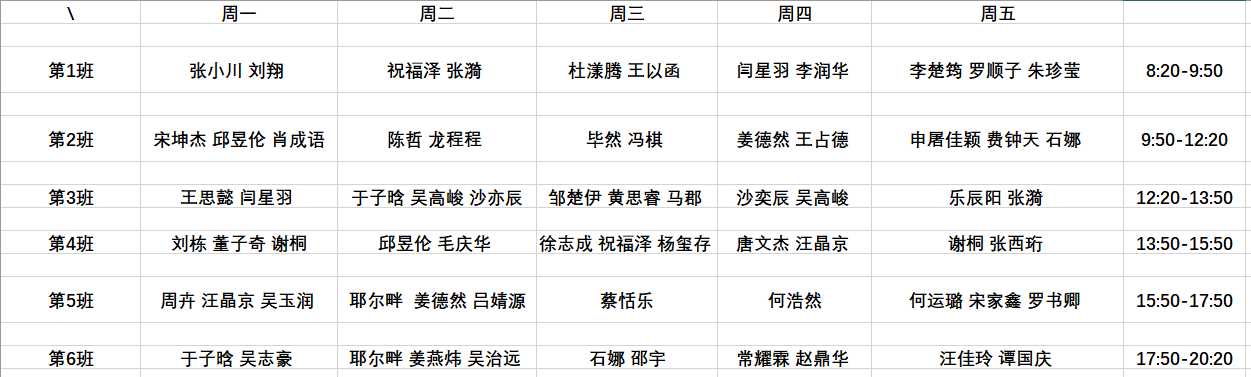 \ 周一 周二 周三 周四 周五
第1班 张小川 刘翔 祝福泽 张漪 杜漾腾 王以函 闫星羽 李润华 李楚筠 罗顺子 朱珍莹 8:20-9:50
第2班 宋坤杰 邱昱伦 肖成语 陈哲 龙程程 毕然 冯棋 姜德然 王占德 申屠佳颖 费钟天 石娜 9:50-12:20
第3班 王思懿 闫星羽 于子晗 吴高峻 沙亦辰 邹楚伊 黄思睿 马郡 沙奕辰 吴高峻 乐辰阳 张漪 12:20-13:50
第4班 刘栋 董子奇 谢桐 邱昱伦 毛庆华 徐志成 祝福泽 杨玺存 唐文杰 汪晶京 谢桐 张西珩 13:50-15:50
第5班 周卉 汪晶京 吴玉润 耶尔畔 姜德然 吕婧源 蔡恬乐 何浩然 何运璐 宋家鑫 罗书卿 15:50-17:50
第6班 于子晗 吴志豪 耶尔畔 姜燕炜 吴治远 石娜 邵宇 常耀霖 赵鼎华 汪佳玲 谭国庆 17:50-20:20